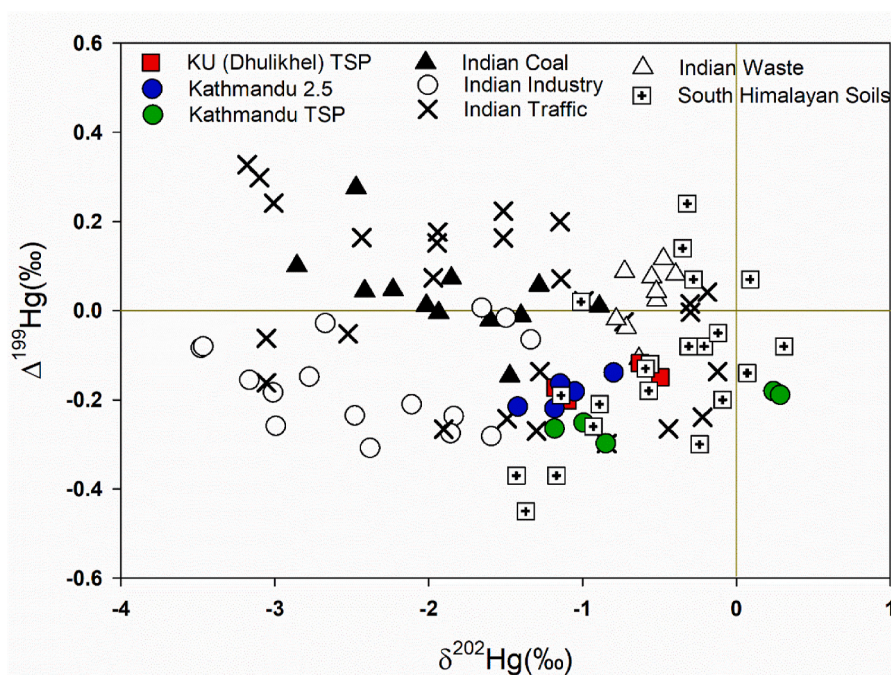 0.6
0.4
0.2
0.0
-0.2
-0.4
-0.6
Δ¹⁹⁹Hg(‰)
KU (Dhulikhel) TSP
Kathmandu 2.5
Kathmandu TSP
Indian Coal
Indian Industry
Indian Traffic
Indian Waste
South Himalayan Soils
-4
-3
-2
-1
0
1
δ²⁰²Hg(‰)